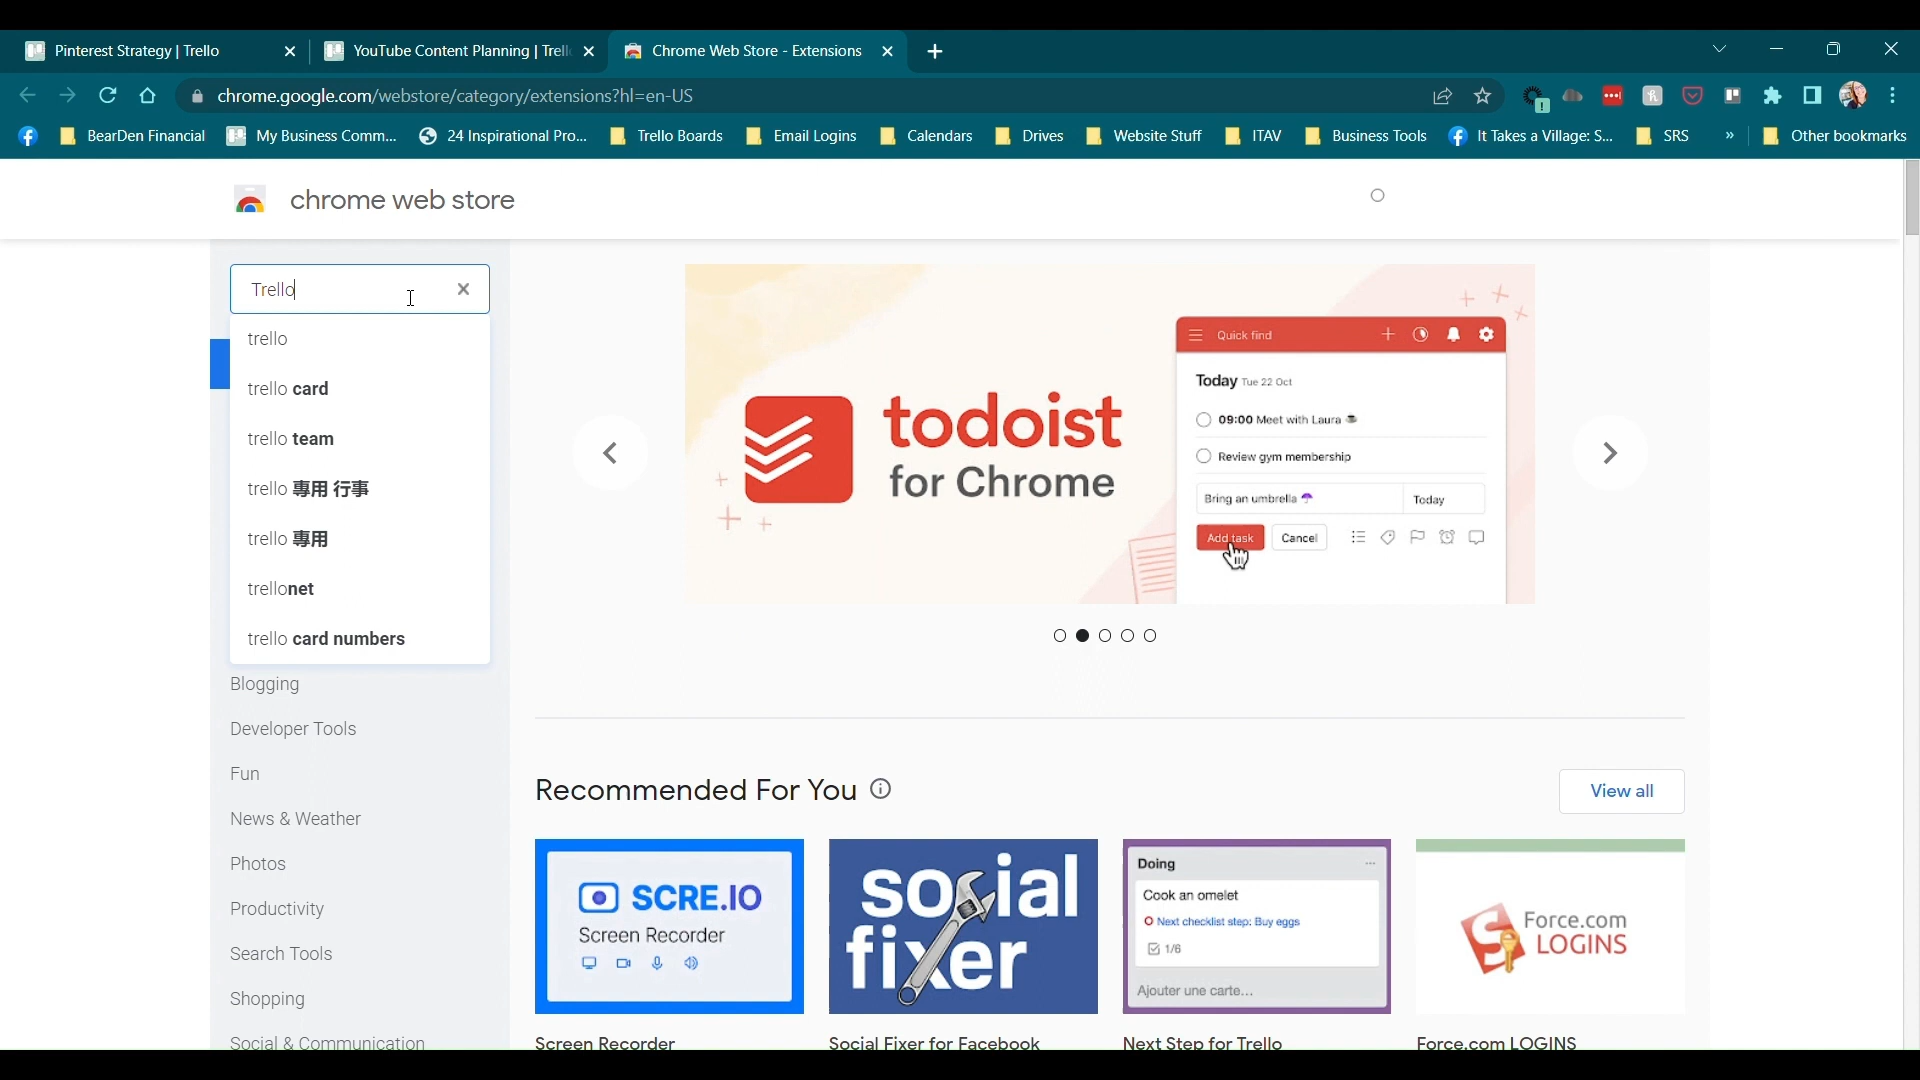 Pinterest Strategy | Trello
YouTube Content Planning | Trell
Chrome Web Store - Extensions
chrome.google.com/webstore/category/extensions?hl=en-US
BearDen Financial
My Business Comm...
24 Inspirational Pro...
Trello Boards
Email Logins
Calendars
Drives
Website Stuff
ITAV
Business Tools
It Takes a Village: S...
SRS
»
Other bookmarks
chrome web store
Trello
trello
trello card
trello team
trello 專用 行事
trello 專用
trellonet
trello card numbers
Blogging
Developer Tools
Fun
News & Weather
Photos
Productivity
Search Tools
Shopping
Social & Communication
todoist
for Chrome
Quick find
Today Tue 22 Oct
09:00 Meet with Laura
Review gym membership
Bring an umbrella
Today
Add task
Cancel
Recommended For You
View all
SCRE.IO
Screen Recorder
social
fixer
Doing
Cook an omelet
Next checklist step: Buy eggs
1/6
Ajouter une carte...
Force.com
LOGINS
Screen Recorder
Social Fixer for Facebook
Next Step for Trello
Force.com LOGINS